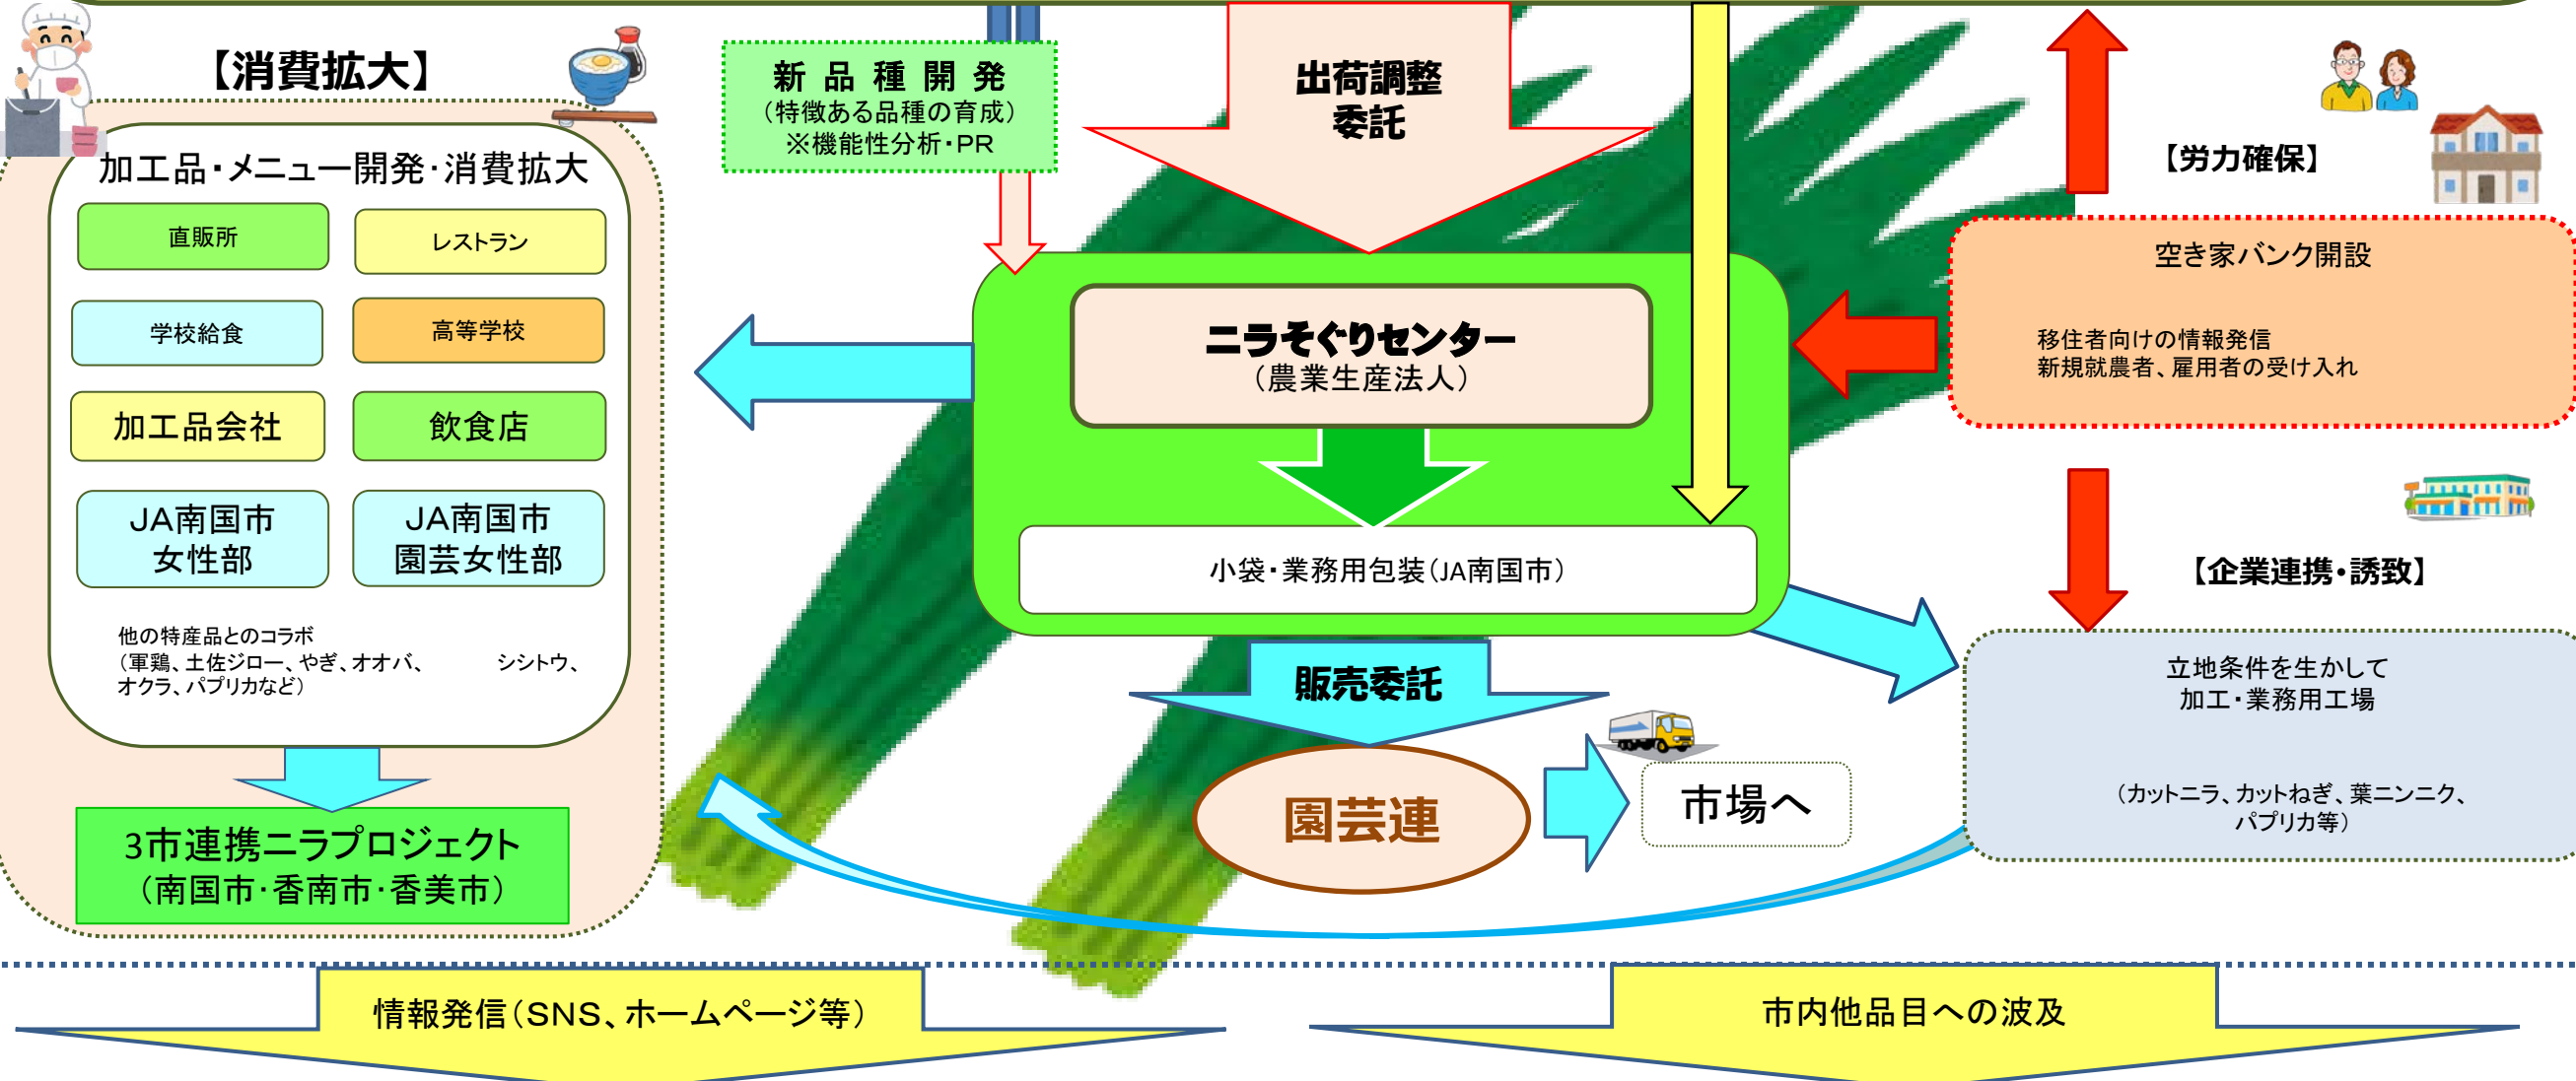 【消費拡大】
加工品・メニュー開発・消費拡大
直販所
レストラン
学校給食
高等学校
加工品会社
飲食店
JA南国市
女性部
JA南国市
園芸女性部
他の特産品とのコラボ
（軍鶏、土佐ジロー、やぎ、オオバ、　　　シシトウ、
オクラ、パプリカなど）
3市連携ニラプロジェクト
（南国市・香南市・香美市）
新品種開発
（特徴ある品種の育成）
※機能性分析・PR
出荷調整
委託
ニラそぐりセンター
（農業生産法人）
小袋・業務用包装（JA南国市）
販売委託
園芸連
市場へ
【労力確保】
空き家バンク開設
移住者向けの情報発信
新規就農者、雇用者の受け入れ
【企業連携・誘致】
立地条件を生かして
加工・業務用工場
（カットニラ、カットねぎ、葉ニンニク、
パプリカ等）
情報発信（SNS、ホームページ等）
市内他品目への波及